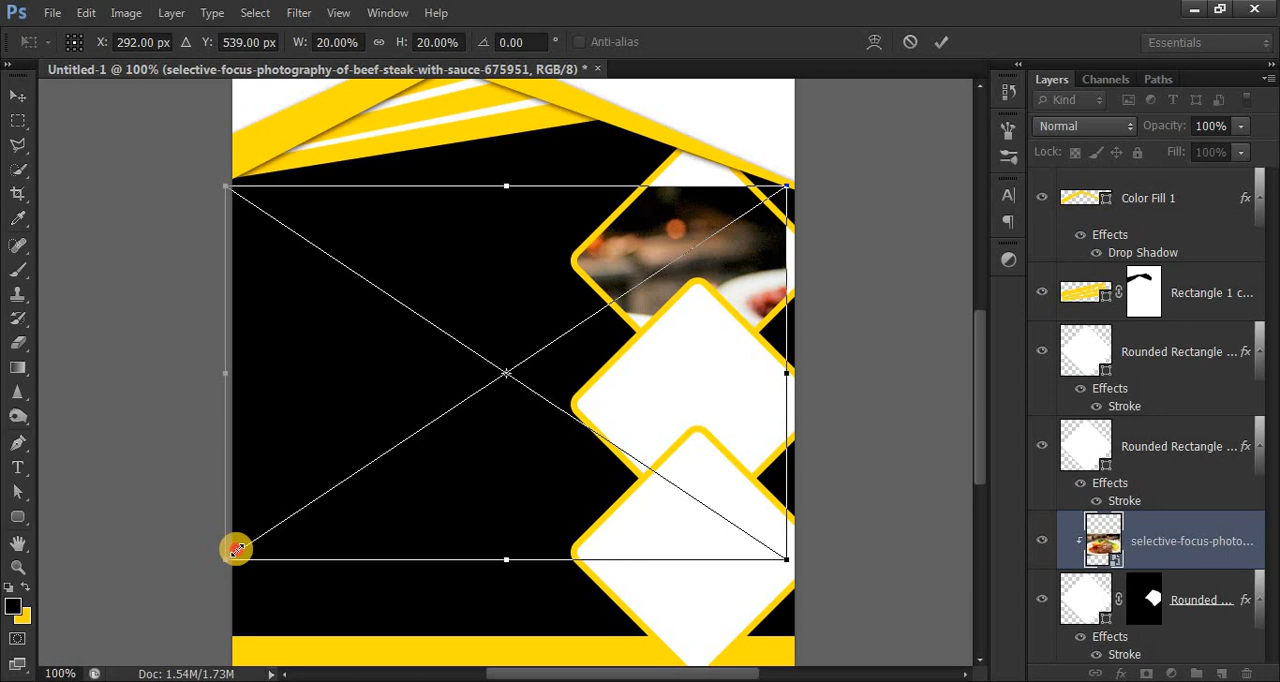 Ps File Edit Image Layer Type Select Filter View Window Help
X: 292.00 px Y: 539.00 px W: 20.00% H: 20.00% 0.00 ° Anti-alias Essentials
Untitled-1 @ 100% (selective-focus-photography-of-beef-steak-with-sauce-675951, RGB/8) * ×
Layers Channels Paths
Kind
Normal Opacity: 100%
Lock: Fill: 100%
Color Fill 1 fx
Effects
Drop Shadow
Rectangle 1 c...
Rounded Rectangle ... fx
Effects
Stroke
Rounded Rectangle ... fx
Effects
Stroke
selective-focus-photo...
Rounded ... fx
Effects
Stroke
100% Doc: 1.54M/1.73M